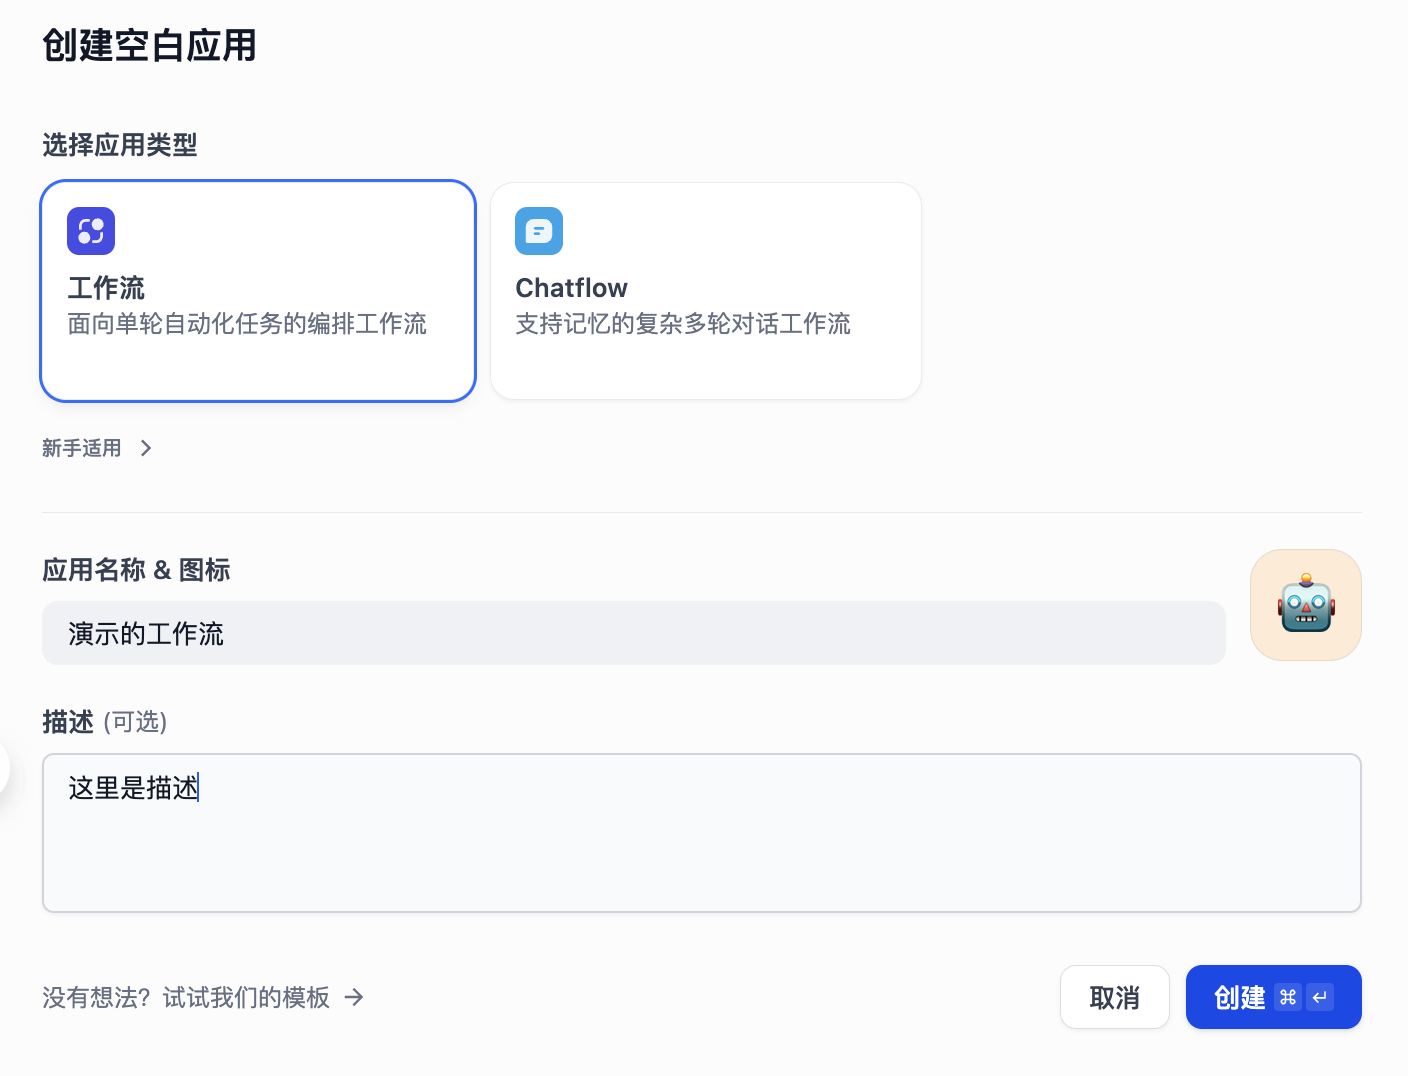 创建空白应用
选择应用类型
工作流
面向单轮自动化任务的编排工作流
Chatflow
支持记忆的复杂多轮对话工作流
新手适用
应用名称 & 图标
演示的工作流
描述 (可选)
这里是描述
没有想法? 试试我们的模板 →
取消
创建 ⌘ ↵